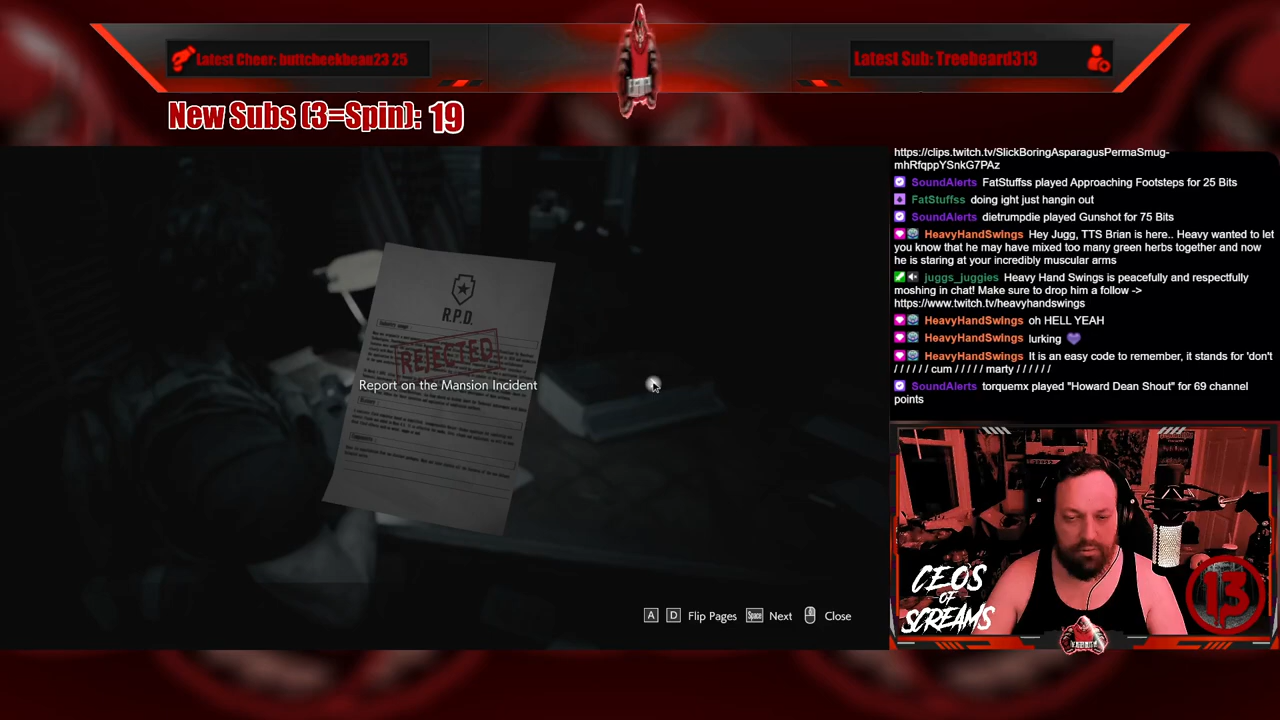 Latest Cheer: buttcheekbeau23 25
Latest Sub: Treebeard313
New Subs (3=Spin): 19
https://clips.twitch.tv/SlickBoringAsparagusPermaSmug-
mhRfqppYSnkG7PAz
SoundAlerts FatStuffss played Approaching Footsteps for 25 Bits
FatStuffss doing ight just hangin out
SoundAlerts dietrumpdie played Gunshot for 75 Bits
HeavyHandSwings Hey Jugg, TTS Brian is here.. Heavy wanted to let
you know that he may have mixed too many green herbs together and now
he is staring at your incredibly muscular arms
juggs_juggies Heavy Hand Swings is peacefully and respectfully
moshing in chat! Make sure to drop him a follow ->
https://www.twitch.tv/heavyhandswings
HeavyHandSwings oh HELL YEAH
HeavyHandSwings lurking
HeavyHandSwings It is an easy code to remember, it stands for 'don't
/ / / / / / cum / / / / / marty / / / / / /
SoundAlerts torquemx played "Howard Dean Shout" for 69 channel
points
R.P.D.
REJECTED
Report on the Mansion Incident
A D Flip Pages Space Next Close
CEOS
OF
SCREAMS
13